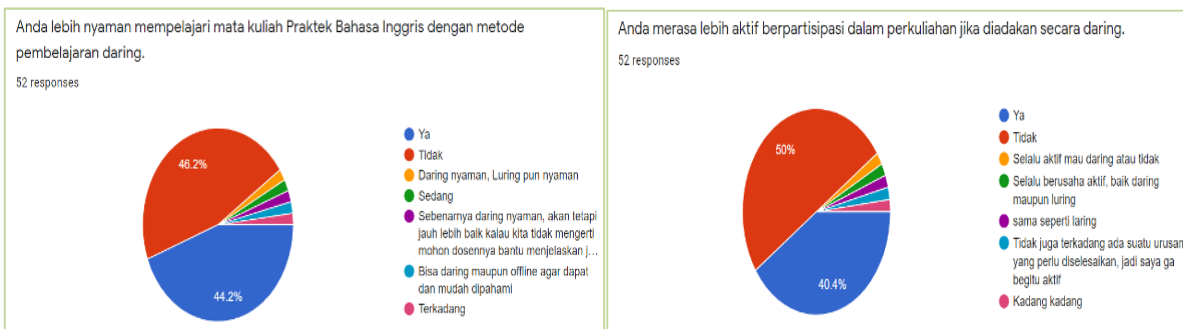 Anda lebih nyaman mempelajari mata kuliah Praktek Bahasa Inggris dengan metode
pembelajaran daring.
52 responses
46.2%
44.2%
Ya
Tidak
Daring nyaman, Luring pun nyaman
Sedang
Sebenarnya daring nyaman, akan tetapi
jauh lebih baik kalau kita tidak mengerti
mohon dosennya bantu menjelaskan j...
Bisa daring maupun offline agar dapat
dan mudah dipahami
Terkadang
Anda merasa lebih aktif berpartisipasi dalam perkuliahan jika diadakan secara daring.
52 responses
50%
40.4%
Ya
Tidak
Selalu aktif mau daring atau tidak
Selalu berusaha aktif, baik daring
maupun luring
sama seperti laring
Tidak juga terkadang ada suatu urusan
yang perlu diselesaikan, jadi saya ga
begitu aktif
Kadang kadang